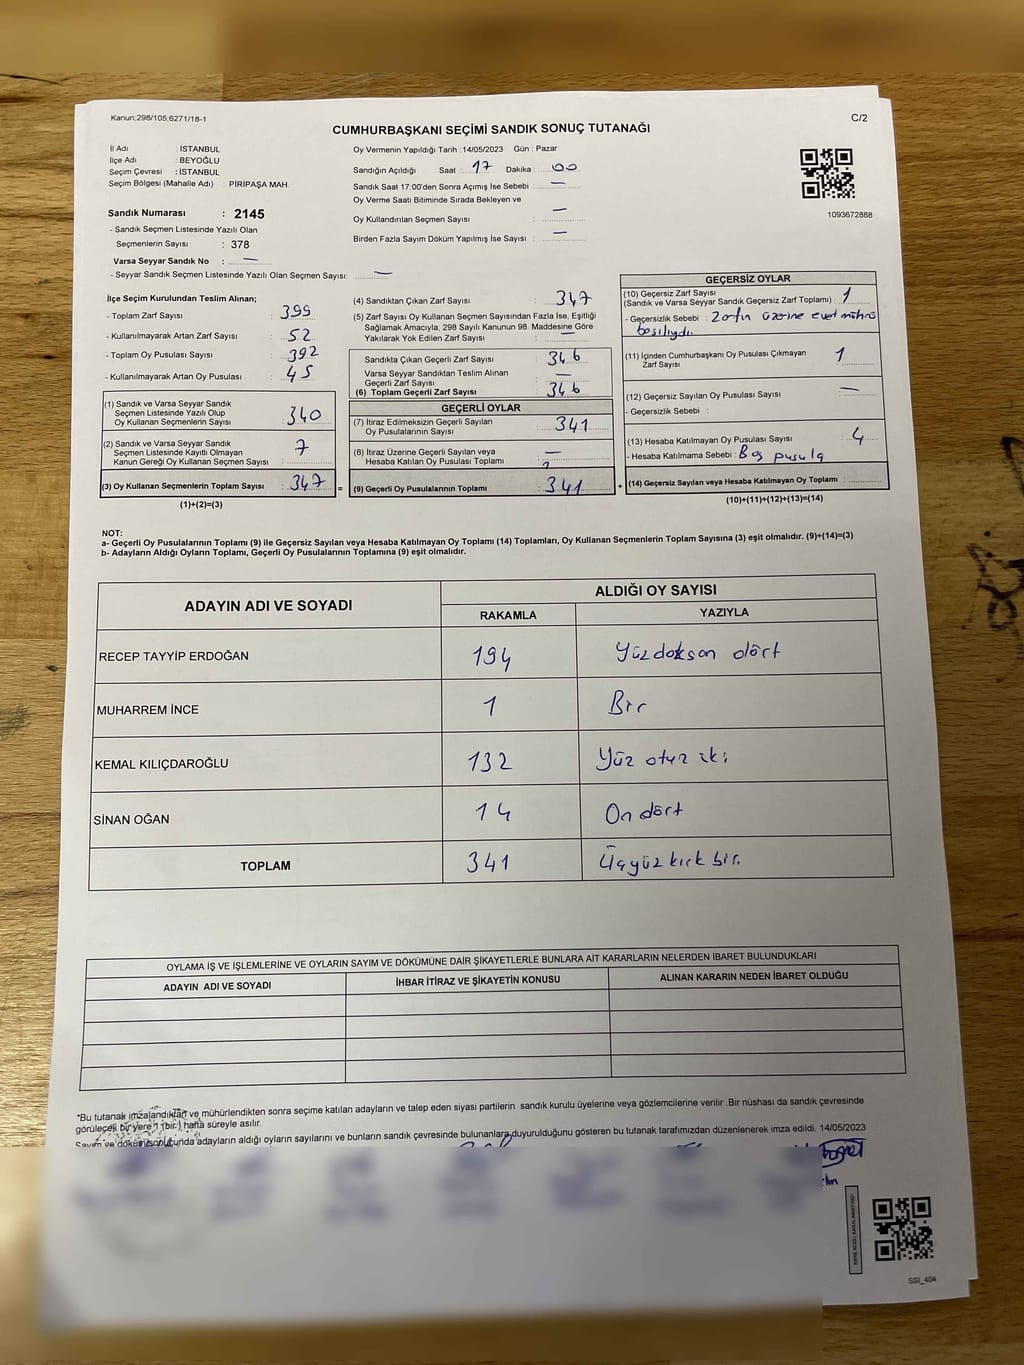 Kanun;298/105;6271/18-1
C/2
CUMHURBAŞKANI SEÇİMİ SANDIK SONUÇ TUTANAĞI
İl Adı : İSTANBUL
İlçe Adı : BEYOĞLU
Seçim Çevresi : İSTANBUL
Seçim Bölgesi (Mahalle Adı) : PİRİPAŞA MAH.
Oy Vermenin Yapıldığı Tarih : 14/05/2023 Gün : Pazar
Sandığın Açıldığı Saat : 17 Dakika : 00
Sandık Saat 17:00'den Sonra Açımış İse Sebebi : —
Oy Verme Saati Bitiminde Sırada Bekleyen ve
Oy Kullandırılan Seçmen Sayısı : —
Birden Fazla Sayım Döküm Yapılmış İse Sayısı : —
1093672888
Sandık Numarası : 2145
- Sandık Seçmen Listesinde Yazılı Olan
Seçmenlerin Sayısı : 378
Varsa Seyyar Sandık No : —
- Seyyar Sandık Seçmen Listesinde Yazılı Olan Seçmen Sayısı: —
İlçe Seçim Kurulundan Teslim Alınan;
- Toplam Zarf Sayısı : 399
- Kullanılmayarak Artan Zarf Sayısı : 52
- Toplam Oy Pusulası Sayısı : 392
- Kullanılmayarak Artan Oy Pusulası : 45
(1) Sandık ve Varsa Seyyar Sandık
Seçmen Listesinde Yazılı Olup
Oy Kullanan Seçmenlerin Sayısı : 340
(2) Sandık ve Varsa Seyyar Sandık
Seçmen Listesinde Kayıtlı Olmayan
Kanun Gereği Oy Kullanan Seçmen Sayısı : 7
(3) Oy Kullanan Seçmenlerin Toplam Sayısı : 347 =
(1)+(2)=(3)
(4) Sandıktan Çıkan Zarf Sayısı : 347
(5) Zarf Sayısı Oy Kullanan Seçmen Sayısından Fazla İse, Eşitliği
Sağlamak Amacıyla, 298 Sayılı Kanunun 98. Maddesine Göre
Yakılarak Yok Edilen Zarf Sayısı : —
Sandıkta Çıkan Geçerli Zarf Sayısı : 346
Varsa Seyyar Sandıktan Teslim Alınan
Geçerli Zarf Sayısı : —
(6) Toplam Geçerli Zarf Sayısı : 346
GEÇERLİ OYLAR
(7) İtiraz Edilmeksizin Geçerli Sayılan
Oy Pusulalarının Sayısı : 341
(8) İtiraz Üzerine Geçerli Sayılan veya
Hesaba Katılan Oy Pusulası Toplamı : —
(9) Geçerli Oy Pusulalarının Toplamı : 341 +
GEÇERSİZ OYLAR
(10) Geçersiz Zarf Sayısı
(Sandık ve Varsa Seyyar Sandık Geçersiz Zarf Toplamı) : 1
- Geçersizlik Sebebi : Zarfın üzerine evet mührü
basılıydı.
(11) İçinden Cumhurbaşkanı Oy Pusulası Çıkmayan
Zarf Sayısı : 1
(12) Geçersiz Sayılan Oy Pusulası Sayısı : —
- Geçersizlik Sebebi :
(13) Hesaba Katılmayan Oy Pusulası Sayısı : 4
- Hesaba Katılmama Sebebi : Boş pusula
(14) Geçersiz Sayılan veya Hesaba Katılmayan Oy Toplamı :
(10)+(11)+(12)+(13)=(14)
NOT:
a- Geçerli Oy Pusulalarının Toplamı (9) ile Geçersiz Sayılan veya Hesaba Katılmayan Oy Toplamı (14) Toplamları, Oy Kullanan Seçmenlerin Toplam Sayısına (3) eşit olmalıdır. (9)+(14)=(3)
b- Adayların Aldığı Oyların Toplamı, Geçerli Oy Pusulalarının Toplamına (9) eşit olmalıdır.
ADAYIN ADI VE SOYADI ALDIĞI OY SAYISI
RAKAMLA YAZIYLA
RECEP TAYYİP ERDOĞAN 194 Yüzdoksan dört
MUHARREM İNCE 1 Bir
KEMAL KILIÇDAROĞLU 132 Yüz otuz iki
SİNAN OĞAN 14 On dört
TOPLAM 341 Üçyüz kırk bir.
OYLAMA İŞ VE İŞLEMLERİNE VE OYLARIN SAYIM VE DÖKÜMÜNE DAİR ŞİKAYETLERLE BUNLARA AİT KARARLARIN NELERDEN İBARET BULUNDUKLARI
ADAYIN ADI VE SOYADI İHBAR İTİRAZ VE ŞİKAYETİN KONUSU ALINAN KARARIN NEDEN İBARET OLDUĞU
*Bu tutanak imzalandıktan ve mühürlendikten sonra seçime katılan adayların ve talep eden siyasi partilerin sandık kurulu üyelerine veya gözlemcilerine verilir .Bir nüshası da sandık çevresinde
görülecek bir yere 1 (bir) hafta süreyle asılır.
Sayım ve döküm sonunda adayların aldığı oyların sayılarını ve bunların sandık çevresinde bulunanlara duyurulduğunu gösteren bu tutanak tarafımızdan düzenlenerek imza edildi. 14/05/2023
SSI_404